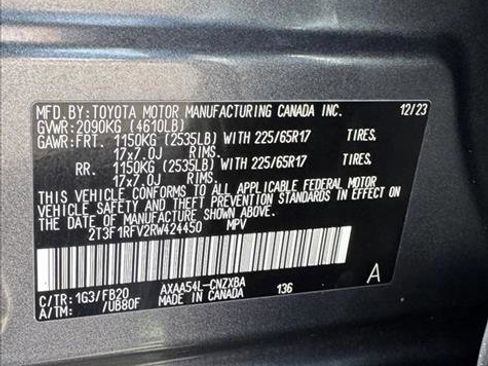 MFD.BY:TOYOTA MOTOR MANUFACTURING CANADA INC. 12/23
GVWR:2090KG (4610LB)
GAWR:FRT. 1150KG (2535LB) WITH 225/65R17 TIRES.
17x7.0J RIMS
RR. 1150KG (2535LB) WITH 225/65R17 TIRES.
17x7.0J RIMS
THIS VEHICLE CONFORMS TO ALL APPLICABLE FEDERAL MOTOR
VEHICLE SAFETY AND THEFT PREVENTION STANDARDS IN EFFECT ON
THE DATE OF MANUFACTURE SHOWN ABOVE.
2T3F1RFV2RW424450 MPV
C/TR:1G3/FB20 AXAA54L-CNZXBA A
A/TM: /UB80F MADE IN CANADA 136